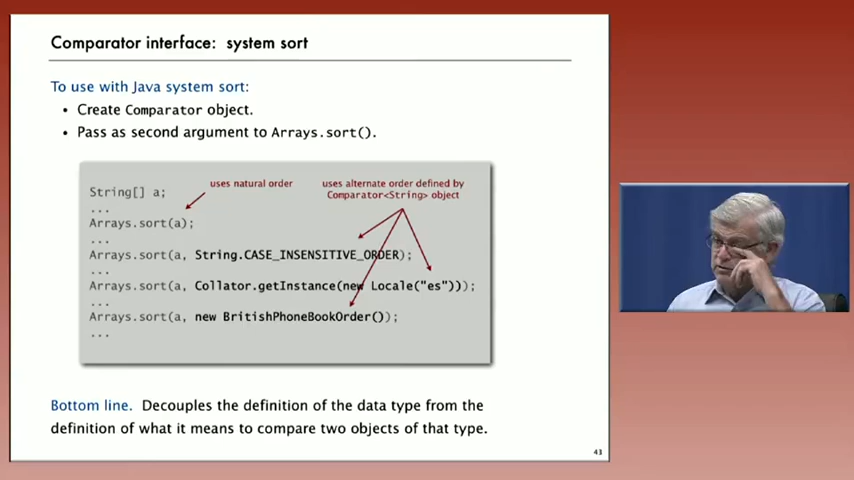 Comparator interface: system sort
To use with Java system sort:
• Create Comparator object.
• Pass as second argument to Arrays.sort().
uses natural order
uses alternate order defined by
Comparator<String> object
String[] a;
...
Arrays.sort(a);
...
Arrays.sort(a, String.CASE_INSENSITIVE_ORDER);
...
Arrays.sort(a, Collator.getInstance(new Locale("es")));
...
Arrays.sort(a, new BritishPhoneBookOrder());
...
Bottom line. Decouples the definition of the data type from the
definition of what it means to compare two objects of that type.
43